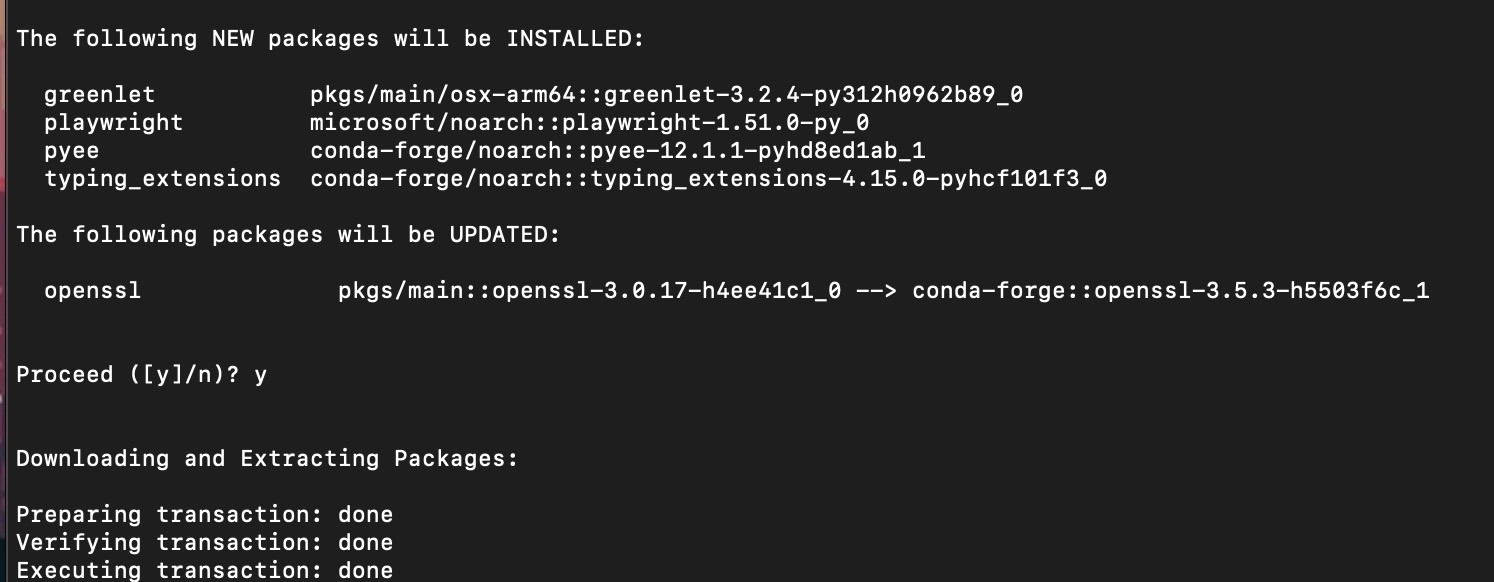 The following NEW packages will be INSTALLED:
greenlet pkgs/main/osx-arm64::greenlet-3.2.4-py312h0962b89_0
playwright microsoft/noarch::playwright-1.51.0-py_0
pyee conda-forge/noarch::pyee-12.1.1-pyhd8ed1ab_1
typing_extensions conda-forge/noarch::typing_extensions-4.15.0-pyhcf101f3_0
The following packages will be UPDATED:
openssl pkgs/main::openssl-3.0.17-h4ee41c1_0 --> conda-forge::openssl-3.5.3-h5503f6c_1
Proceed ([y]/n)? y
Downloading and Extracting Packages:
Preparing transaction: done
Verifying transaction: done
Executing transaction: done